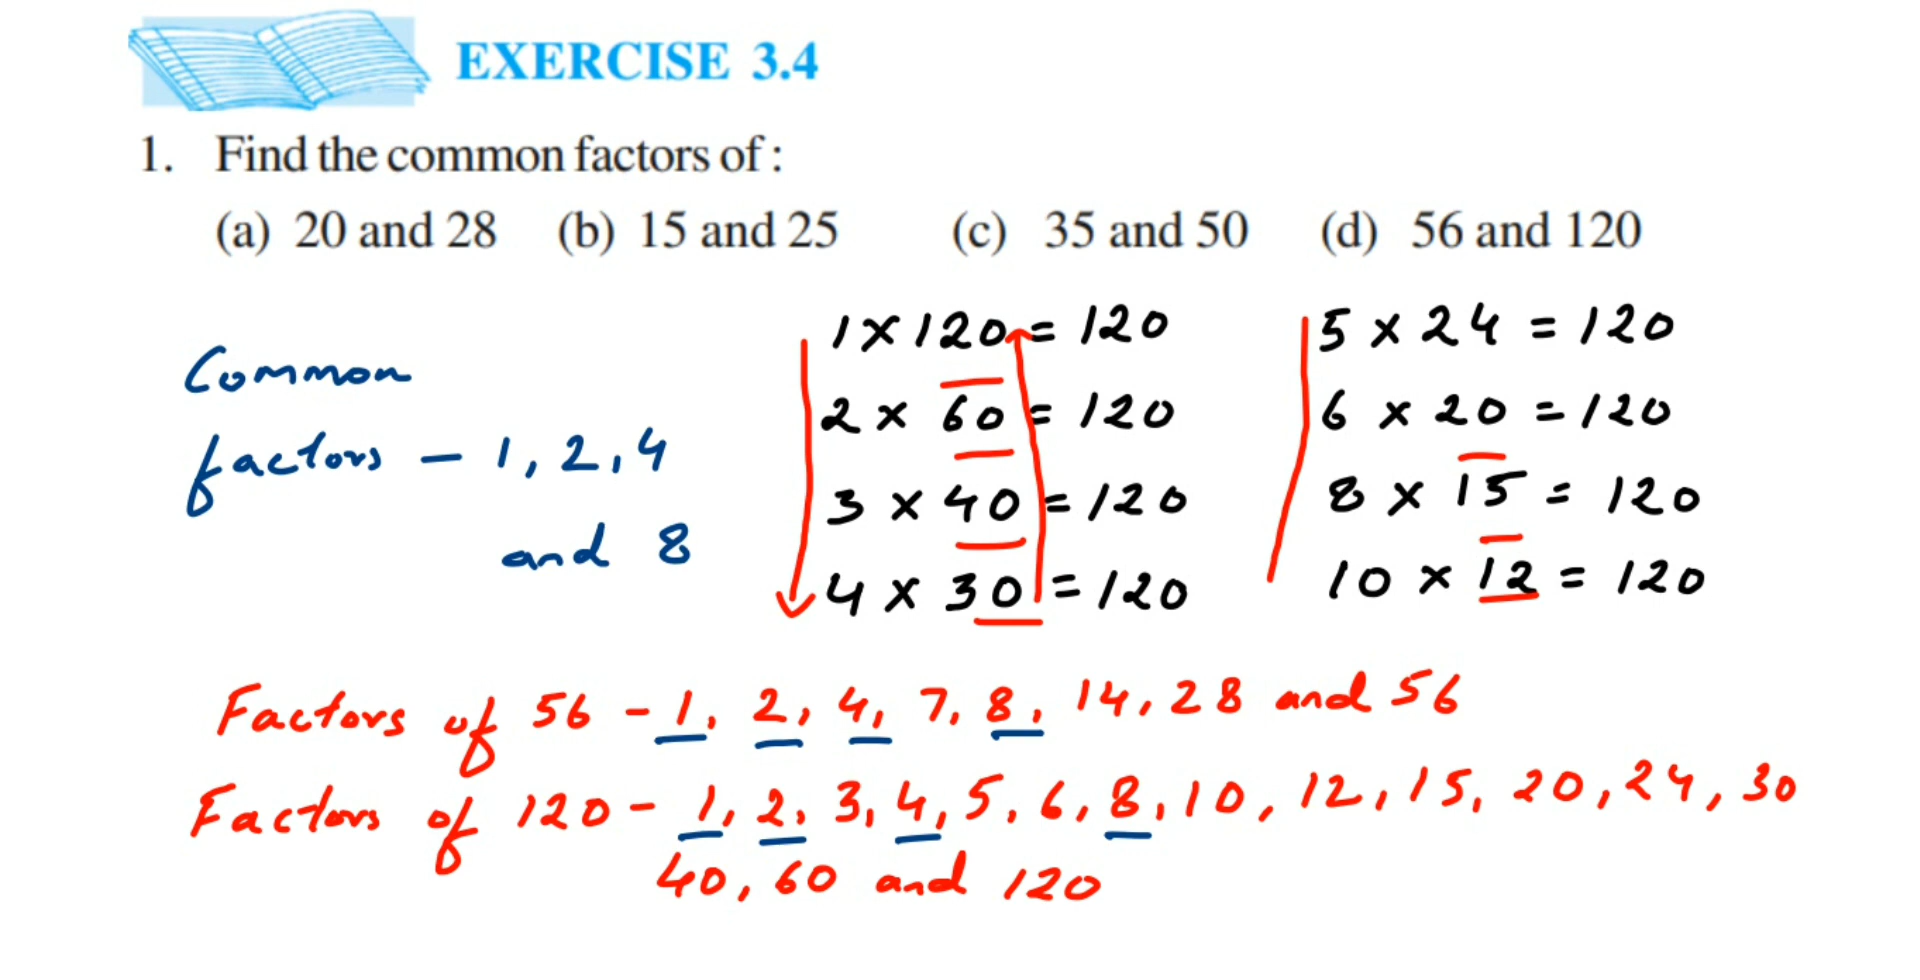 EXERCISE 3.4
1. Find the common factors of :
(a) 20 and 28 (b) 15 and 25 (c) 35 and 50 (d) 56 and 120
Common
factors – 1, 2, 4
and 8
1 × 120 = 120
2 × 60 = 120
3 × 40 = 120
4 × 30 = 120
5 × 24 = 120
6 × 20 = 120
8 × 15 = 120
10 × 12 = 120
Factors of 56 – 1, 2, 4, 7, 8, 14, 28 and 56
Factors of 120 – 1, 2, 3, 4, 5, 6, 8, 10, 12, 15, 20, 24, 30
40, 60 and 120